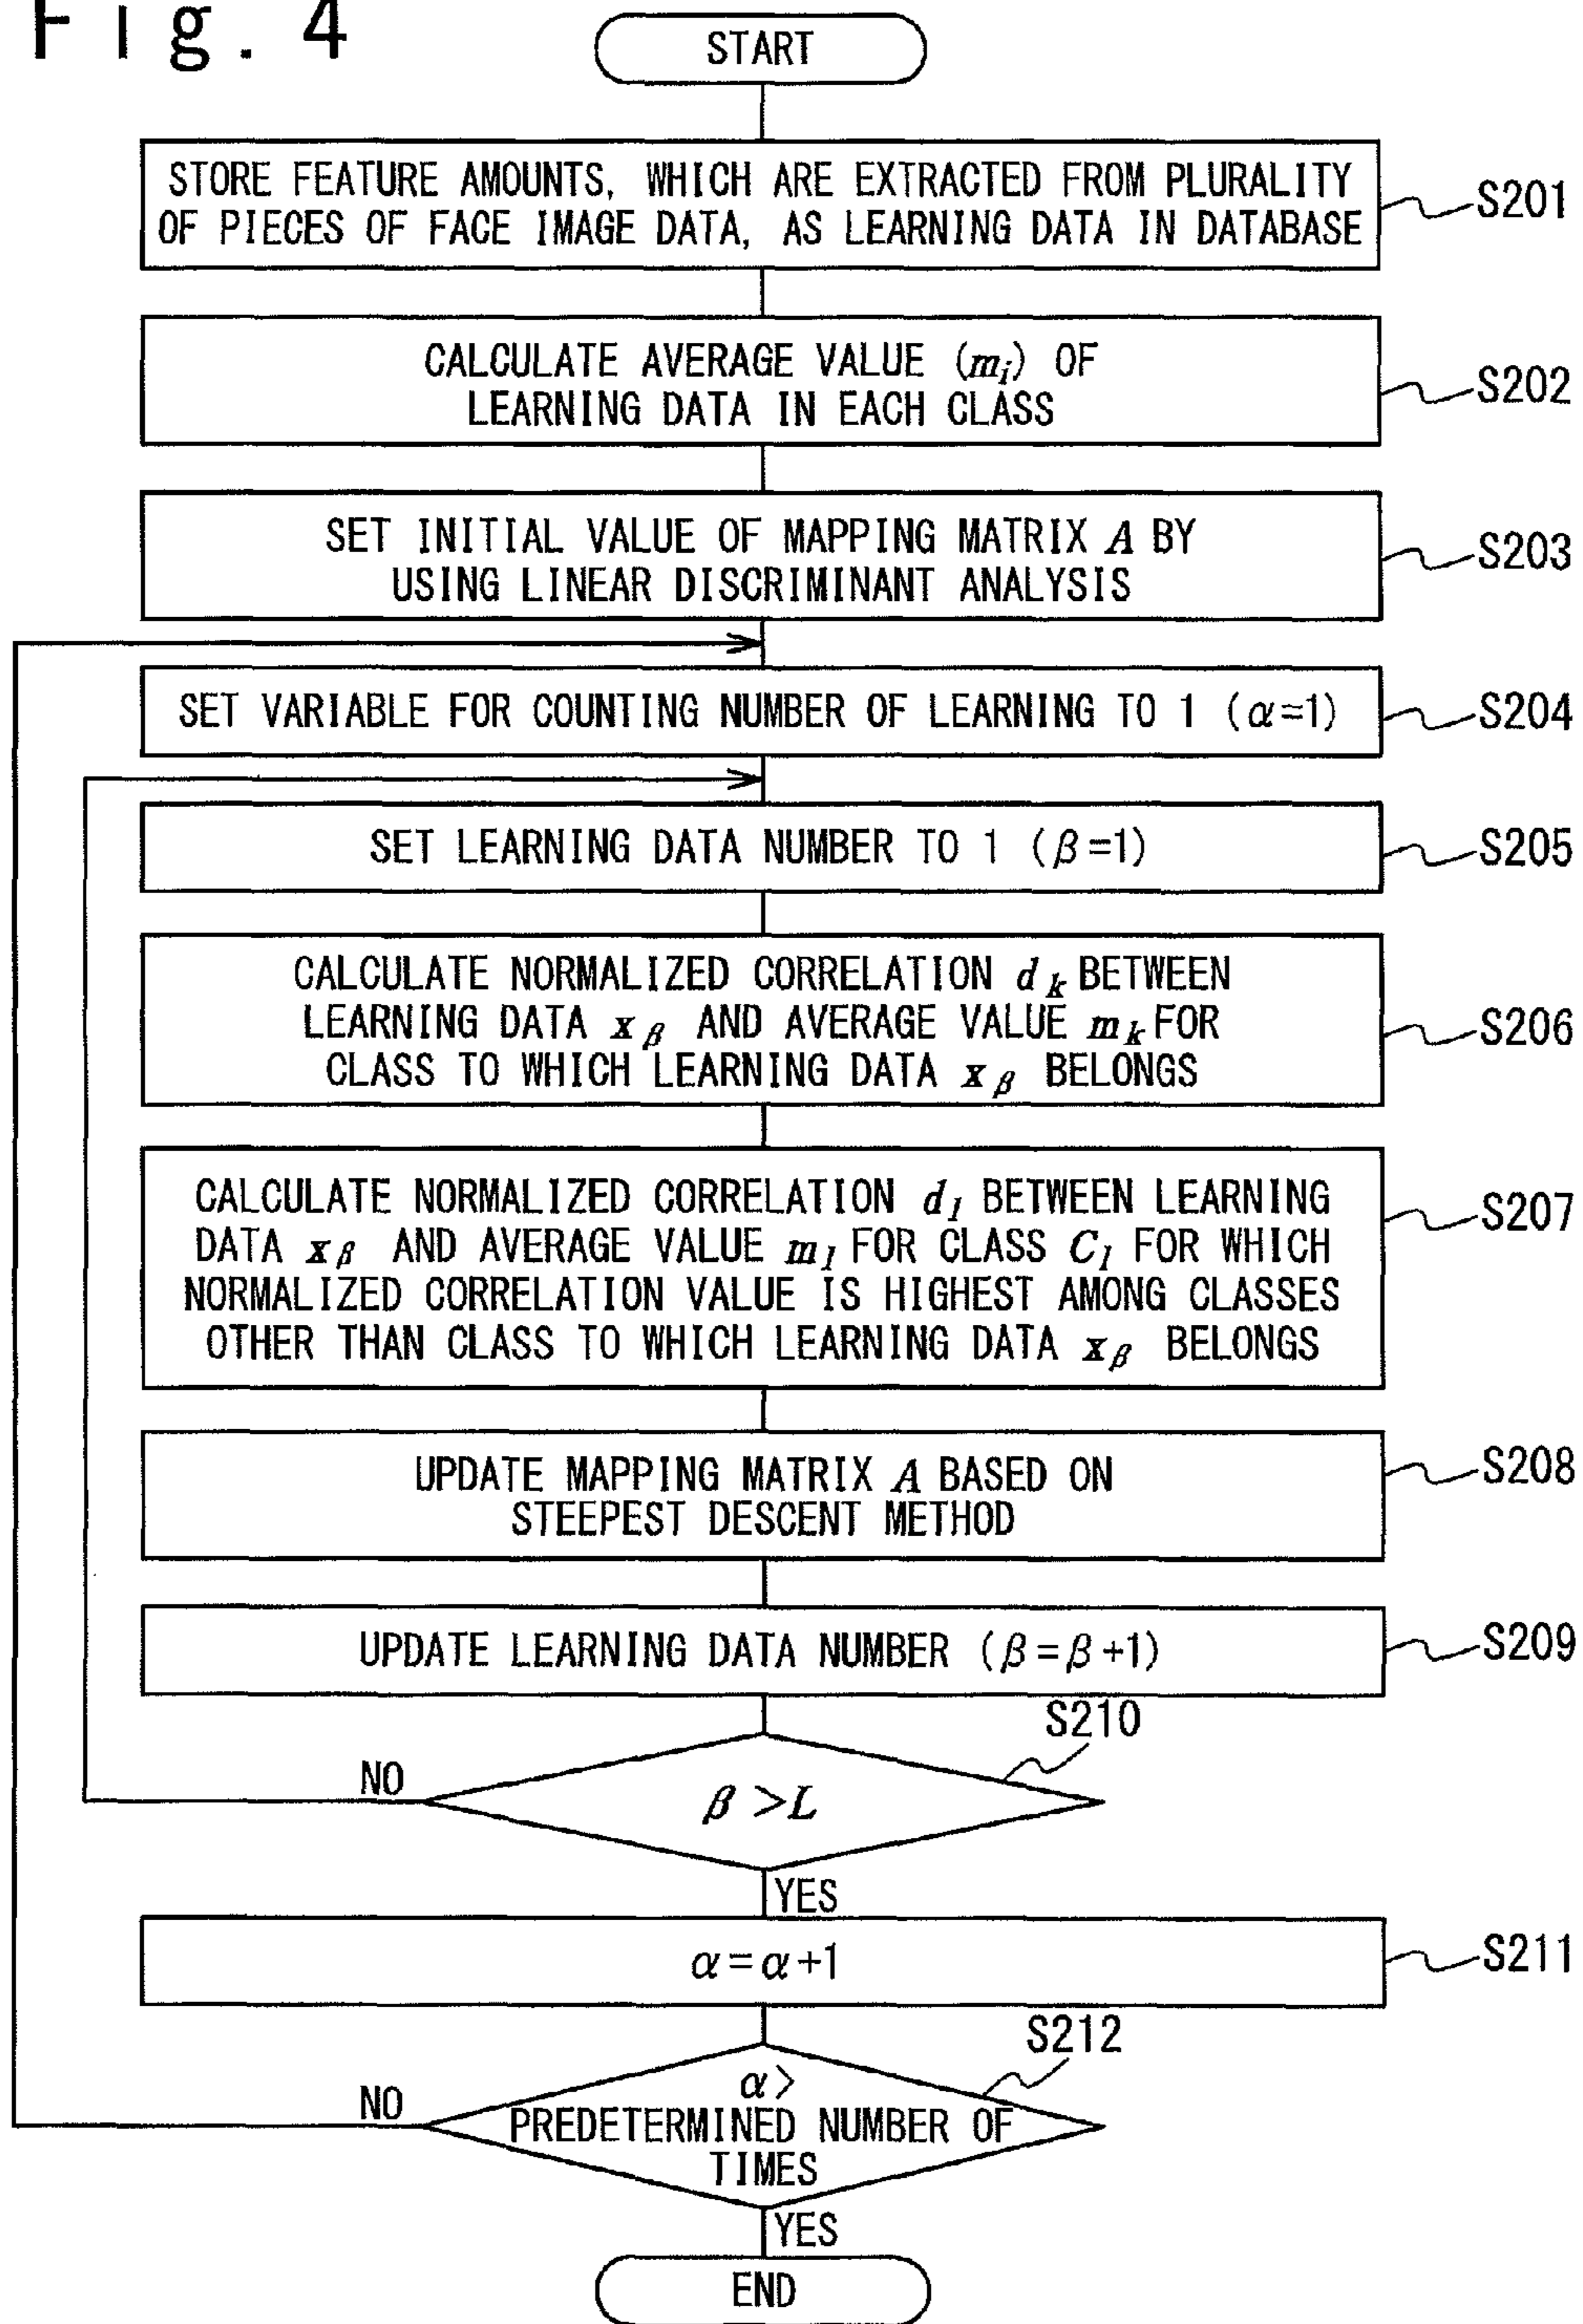 Fig. 4
START
STORE FEATURE AMOUNTS, WHICH ARE EXTRACTED FROM PLURALITY
OF PIECES OF FACE IMAGE DATA, AS LEARNING DATA IN DATABASE
S201
CALCULATE AVERAGE VALUE (mᵢ) OF
LEARNING DATA IN EACH CLASS
S202
SET INITIAL VALUE OF MAPPING MATRIX A BY
USING LINEAR DISCRIMINANT ANALYSIS
S203
SET VARIABLE FOR COUNTING NUMBER OF LEARNING TO 1 (α=1)
S204
SET LEARNING DATA NUMBER TO 1 (β=1)
S205
CALCULATE NORMALIZED CORRELATION dₖ BETWEEN
LEARNING DATA xᵦ AND AVERAGE VALUE mₖ FOR
CLASS TO WHICH LEARNING DATA xᵦ BELONGS
S206
CALCULATE NORMALIZED CORRELATION dₗ BETWEEN LEARNING
DATA xᵦ AND AVERAGE VALUE mₗ FOR CLASS Cₗ FOR WHICH
NORMALIZED CORRELATION VALUE IS HIGHEST AMONG CLASSES
OTHER THAN CLASS TO WHICH LEARNING DATA xᵦ BELONGS
S207
UPDATE MAPPING MATRIX A BASED ON
STEEPEST DESCENT METHOD
S208
UPDATE LEARNING DATA NUMBER (β=β+1)
S209
S210
NO
β>L
YES
α=α+1
S211
S212
NO
α>
PREDETERMINED NUMBER OF
TIMES
YES
END